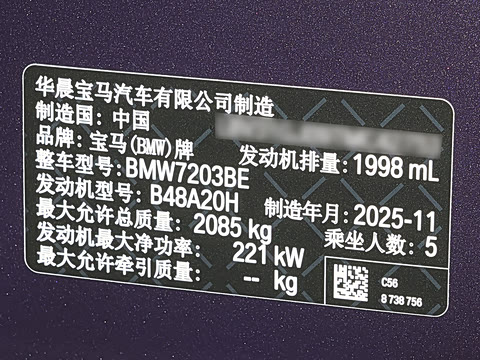 华晨宝马汽车有限公司制造
制造国: 中国
品牌: 宝马(BMW)牌
整车型号: BMW7203BE 发动机排量: 1998 mL
发动机型号: B48A20H 制造年月: 2025-11
最大允许总质量: 2085 kg 乘坐人数: 5
发动机最大净功率: 221 kW
最大允许牵引质量: -- kg
C56
8 738 756